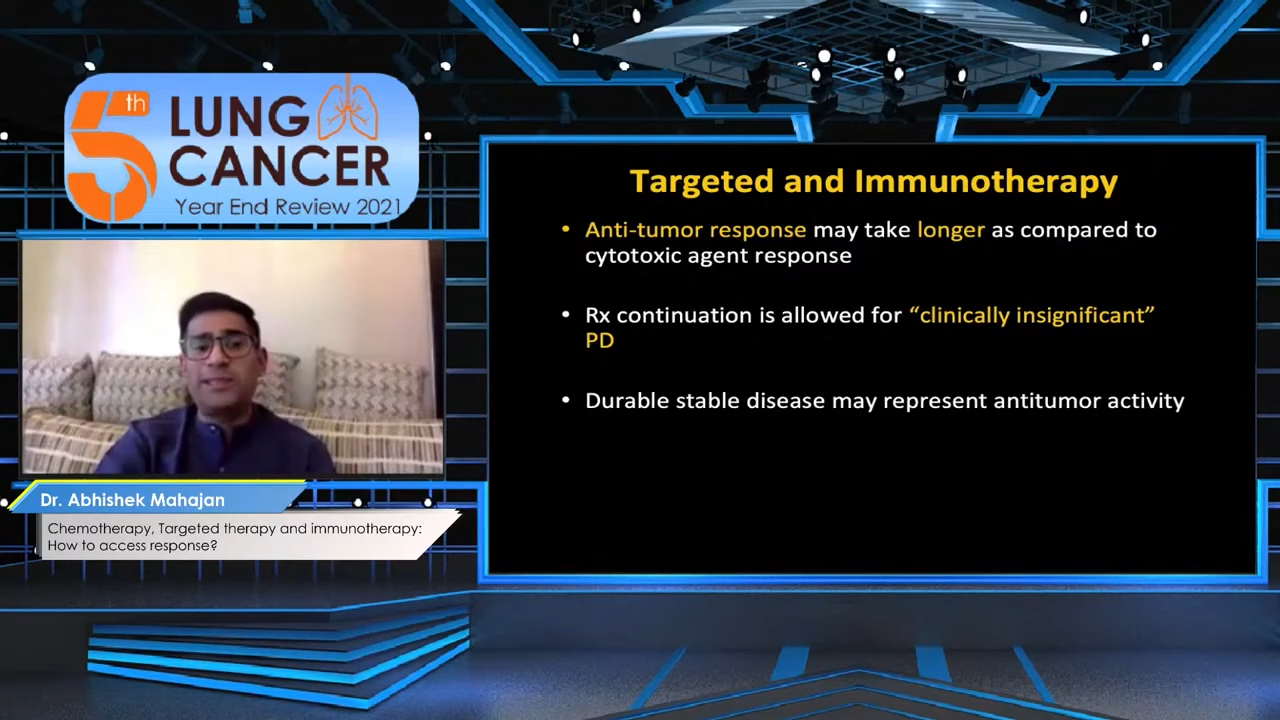 5th
LUNG
CANCER
Year End Review 2021
Targeted and Immunotherapy
• Anti-tumor response may take longer as compared to
cytotoxic agent response
• Rx continuation is allowed for “clinically insignificant”
PD
• Durable stable disease may represent antitumor activity
Dr. Abhishek Mahajan
Chemotherapy, Targeted therapy and immunotherapy:
How to access response?